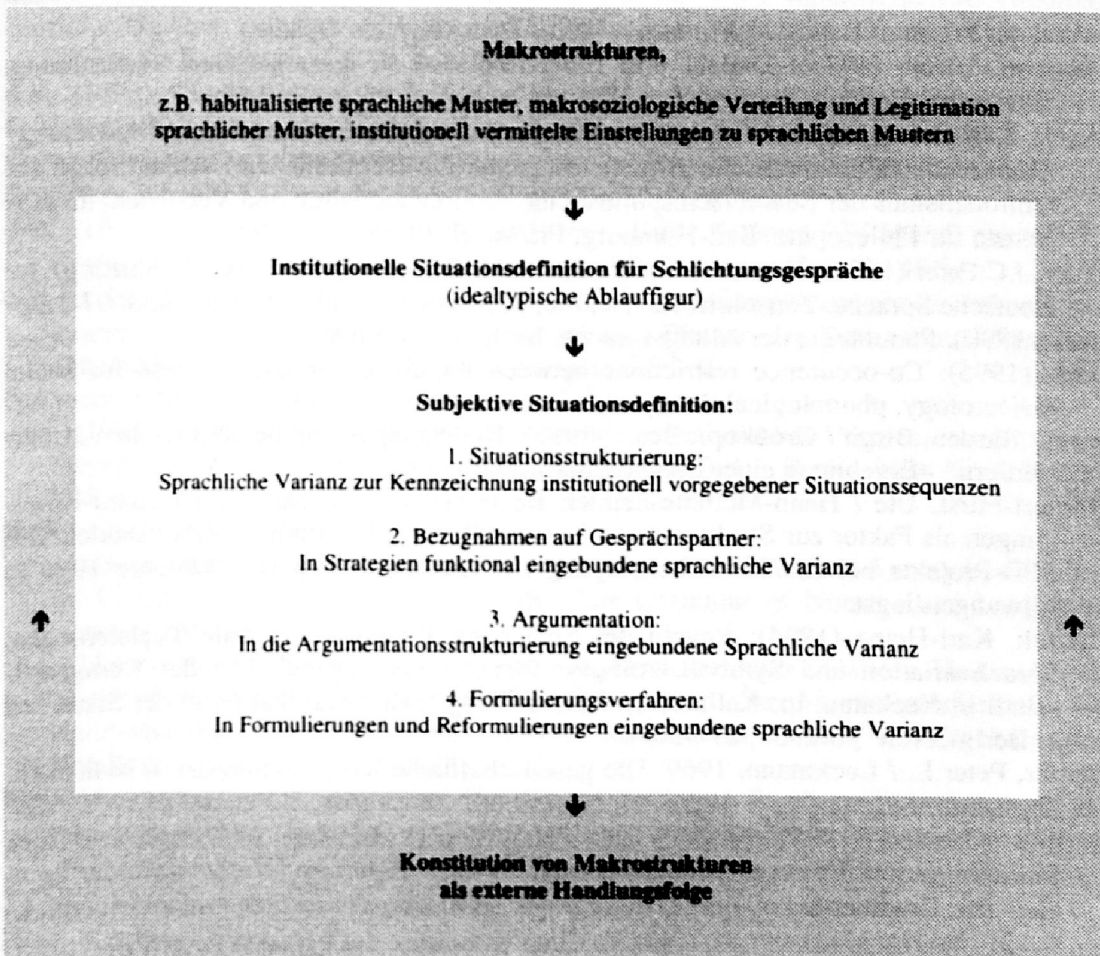 Makrostrukturen,
z.B. habitualisierte sprachliche Muster, makrosoziologische Verteilung und Legitimation
sprachlicher Muster, institutionell vermittelte Einstellungen zu sprachlichen Mustern
Institutionelle Situationsdefinition für Schlichtungsgespräche
(idealtypische Ablauffigur)
Subjektive Situationsdefinition:
1. Situationsstrukturierung:
Sprachliche Varianz zur Kennzeichnung institutionell vorgegebener Situationssequenzen
2. Bezugnahmen auf Gesprächspartner:
In Strategien funktional eingebundene sprachliche Varianz
3. Argumentation:
In die Argumentationsstrukturierung eingebundene Sprachliche Varianz
4. Formulierungsverfahren:
In Formulierungen und Reformulierungen eingebundene sprachliche Varianz
Konstitution von Makrostrukturen
als externe Handlungsfolge